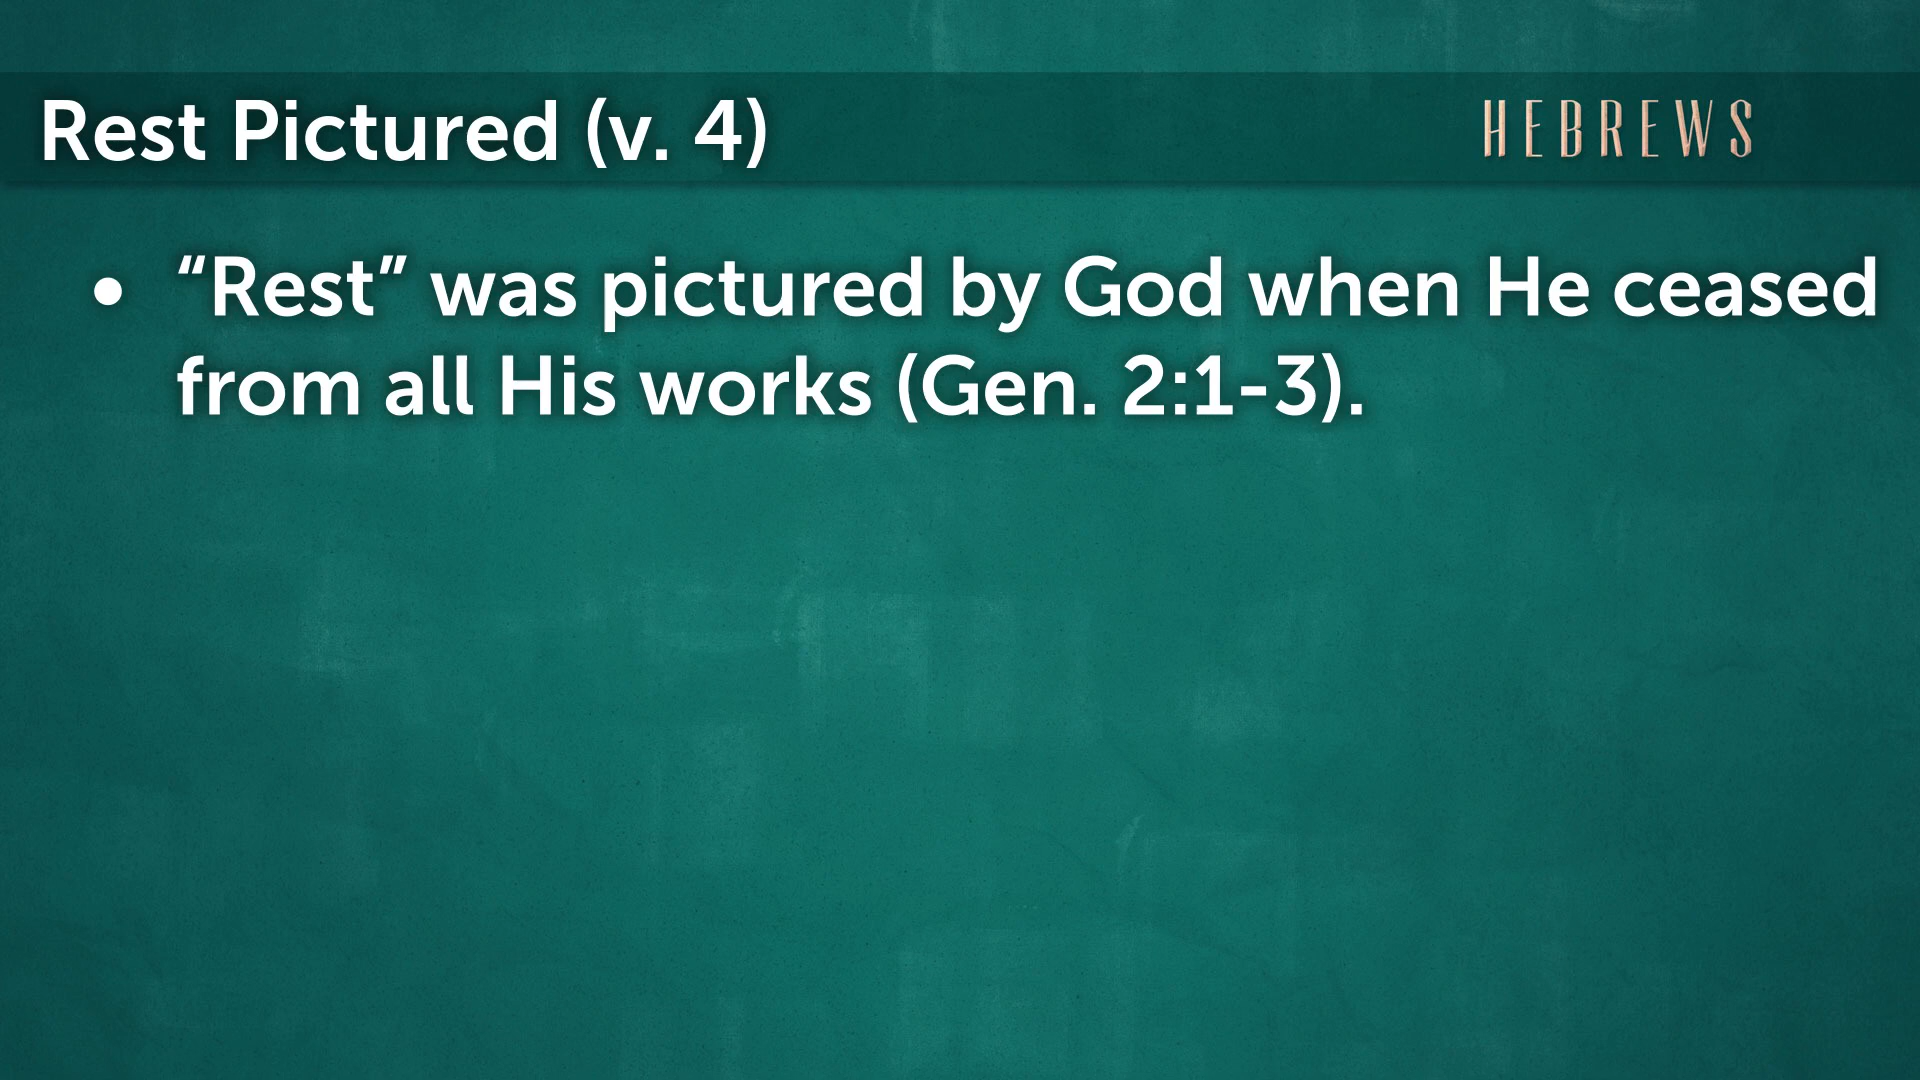 Rest Pictured (v. 4)
HEBREWS
• “Rest” was pictured by God when He ceased
from all His works (Gen. 2:1-3).